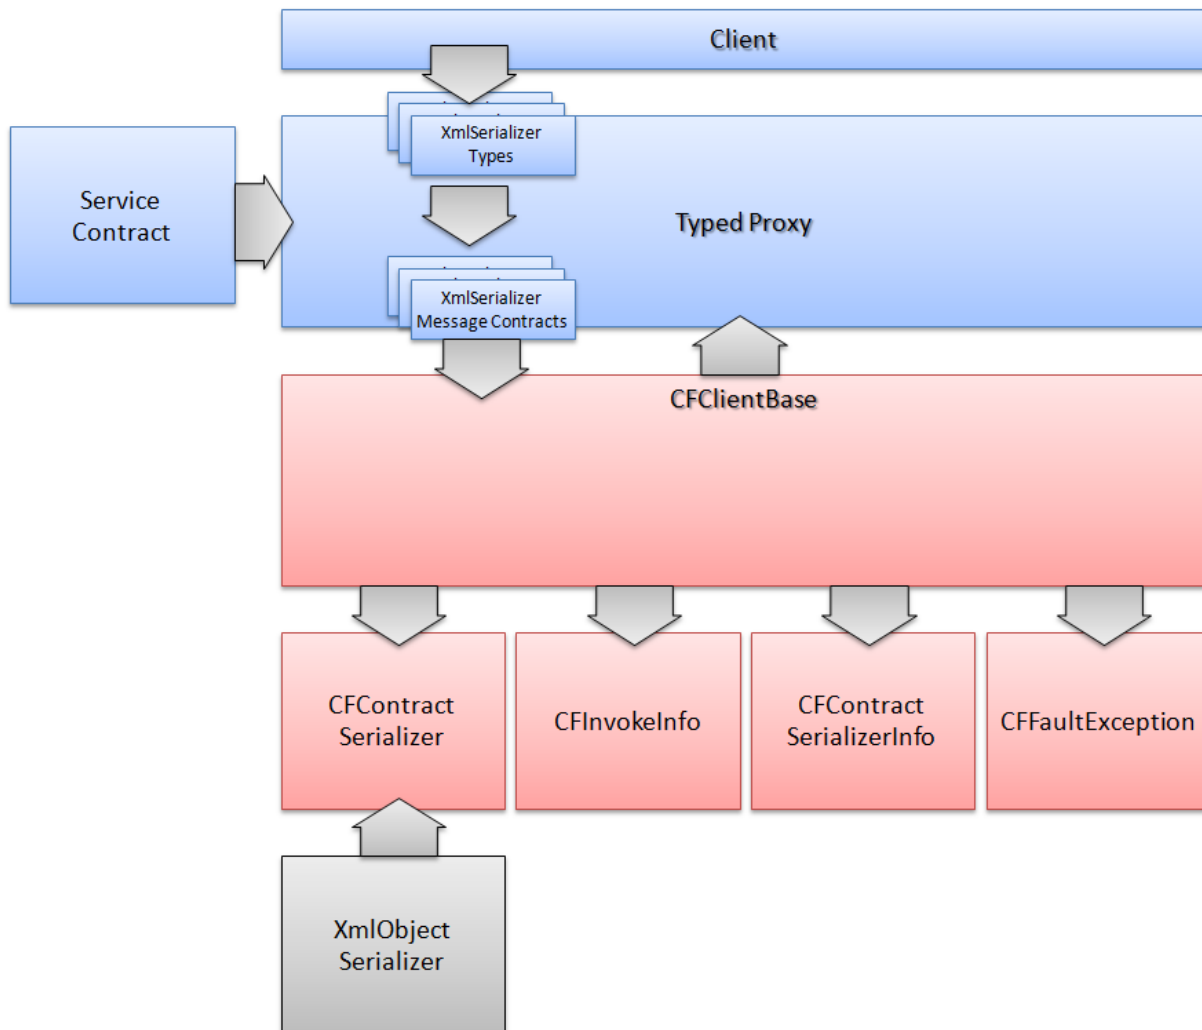 Client
XmlSerializer
Types
Service
Contract
Typed Proxy
XmlSerializer
Message Contracts
CFClientBase
CFContract
Serializer
CFInvokeInfo
CFContract
SerializerInfo
CFFaultException
XmlObject
Serializer